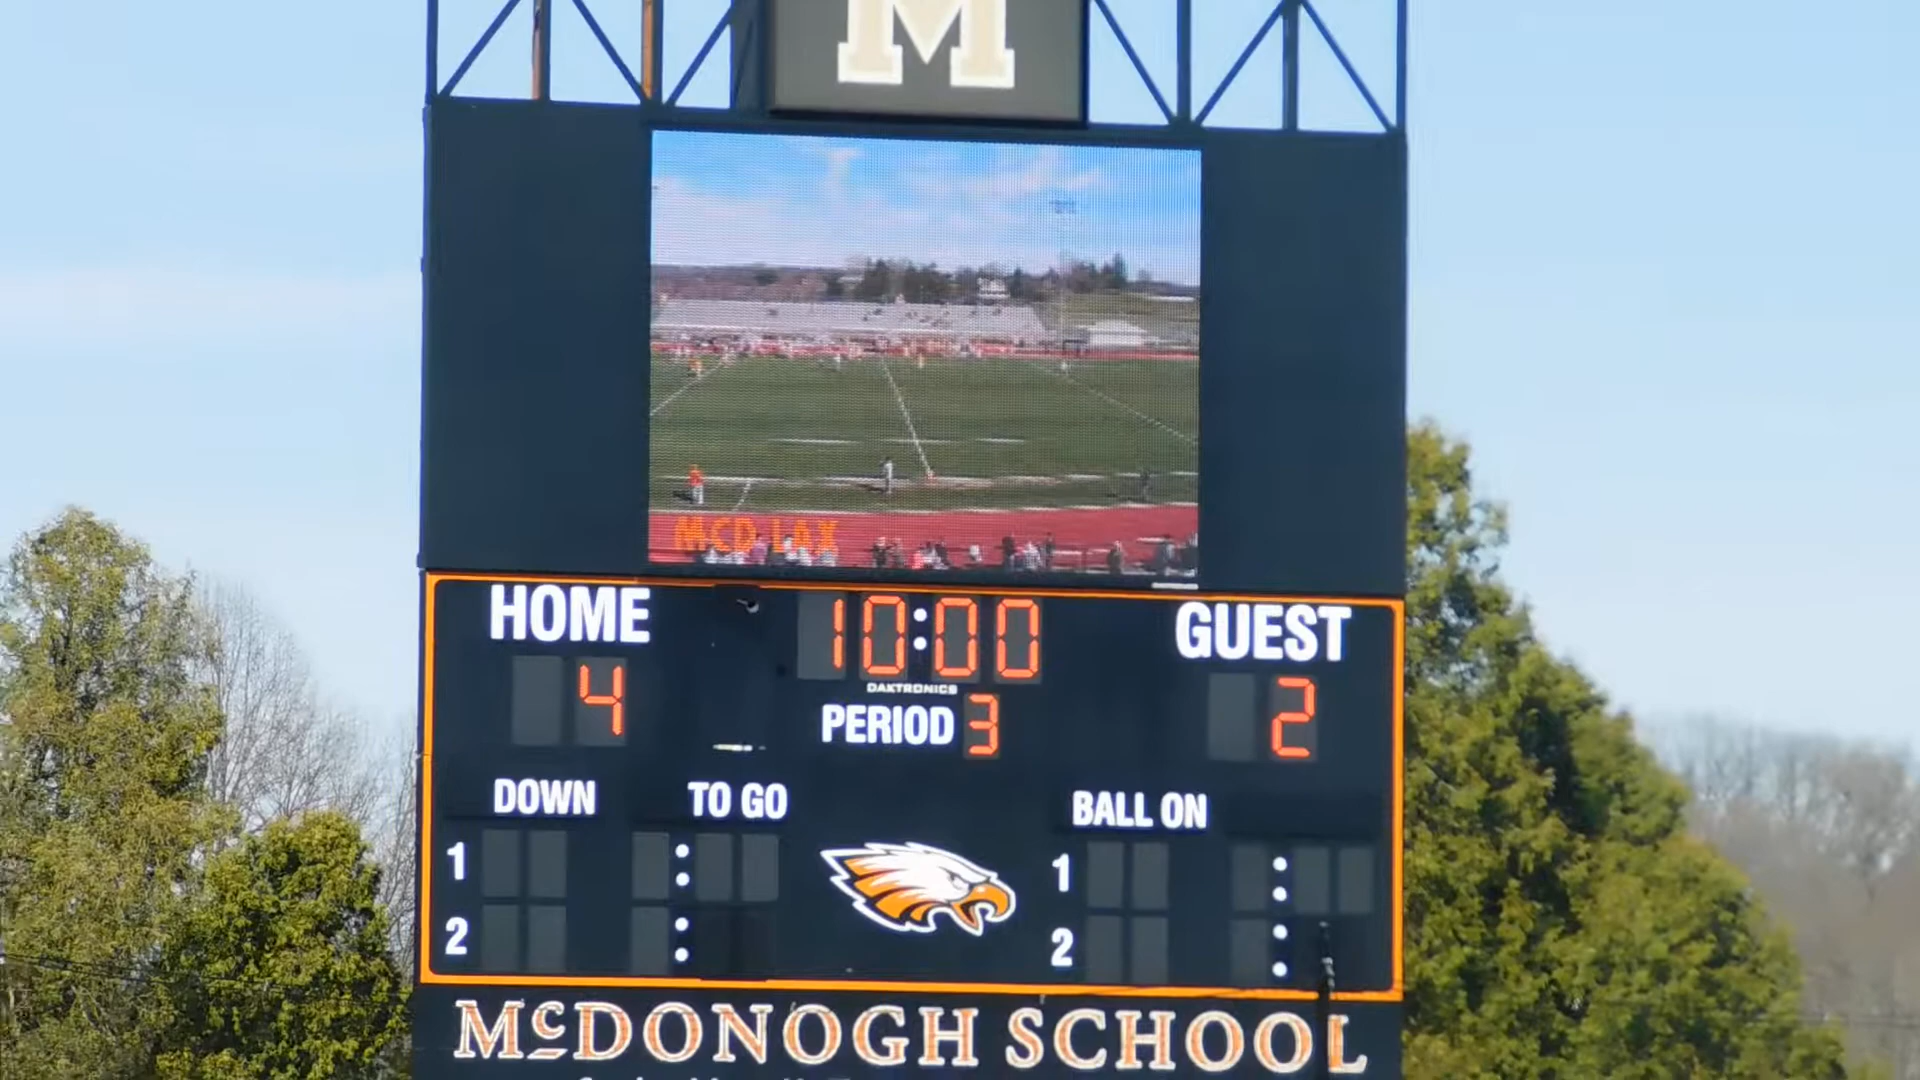 M
MCD LAX
HOME 10:00 GUEST
4 DAKTRONICS 2
PERIOD 3
DOWN TO GO BALL ON
1 : 1 :
2 : 2 :
McDONOGH SCHOOL